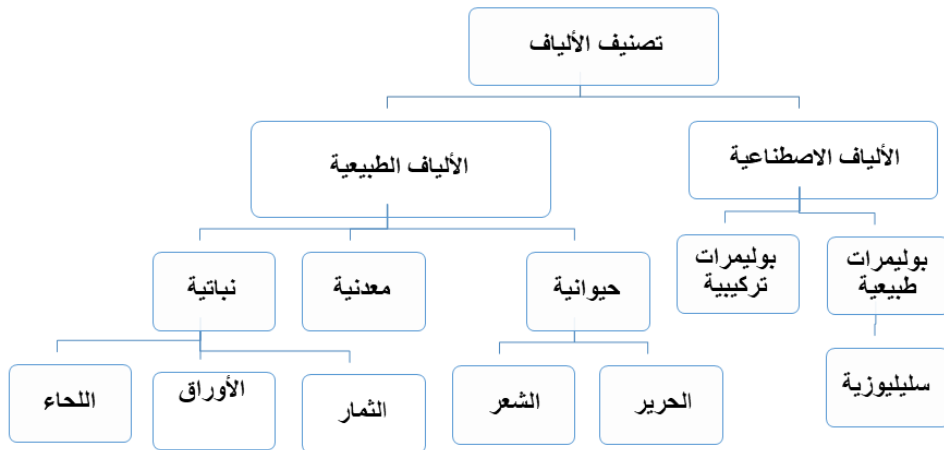 تصنيف الألياف
الألياف الاصطناعية
الألياف الطبيعية
بوليمرات
طبيعية
بوليمرات
تركيبية
حيوانية
معدنية
نباتية
سليليوزية
الحرير
الشعر
الثمار
الأوراق
اللحاء